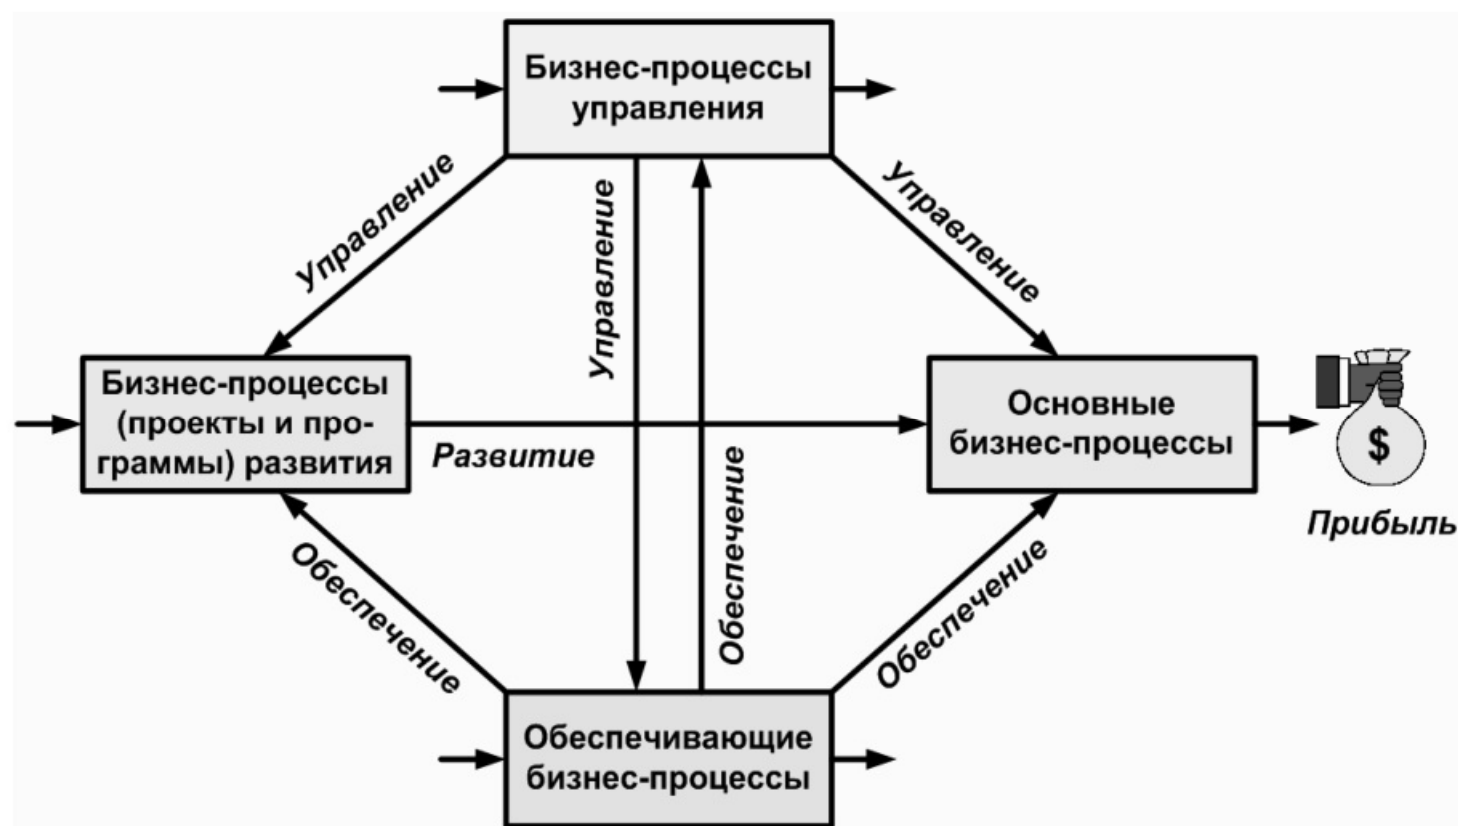 Бизнес-процессы
управления
Управление
Управление
Управление
Бизнес-процессы
(проекты и про-
граммы) развития
Развитие
Основные
бизнес-процессы
$
Прибыль
Обеспечение
Обеспечение
Обеспечение
Обеспечивающие
бизнес-процессы